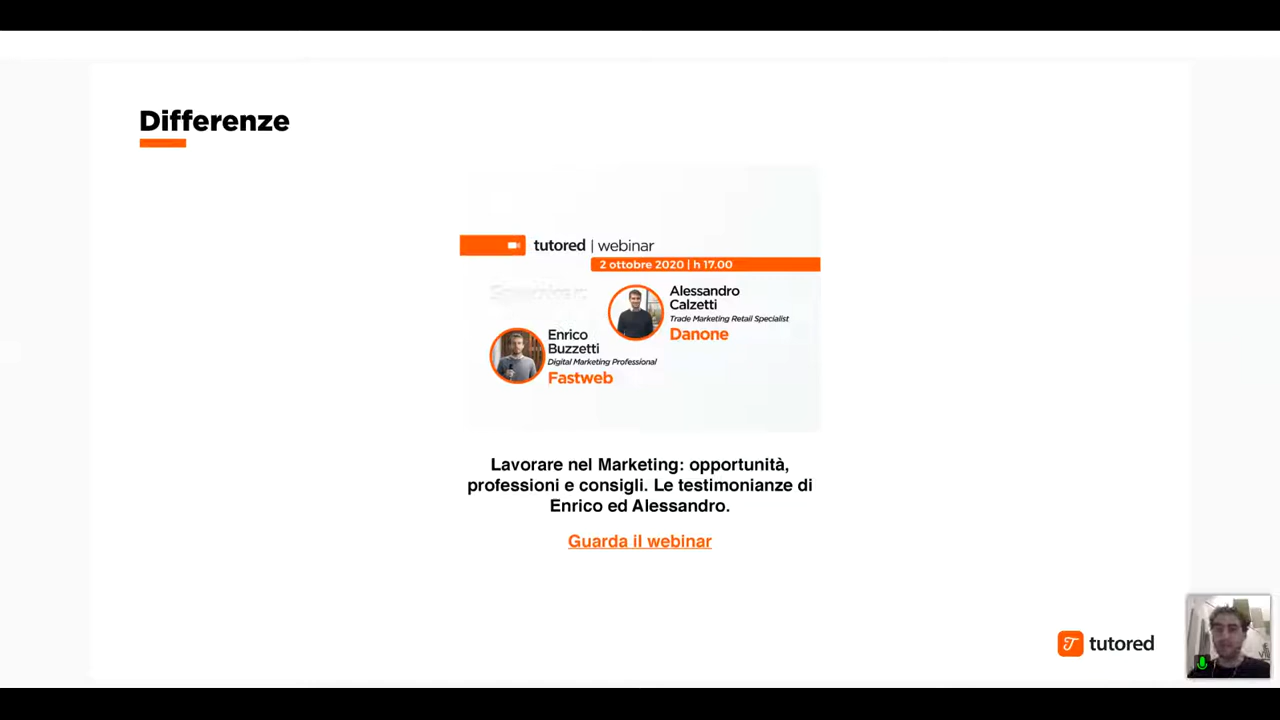 Differenze
tutored | webinar
2 ottobre 2020 | h 17.00
Alessandro
Calzetti
Trade Marketing Retail Specialist
Danone
Enrico
Buzzetti
Digital Marketing Professional
Fastweb
Lavorare nel Marketing: opportunità,
professioni e consigli. Le testimonianze di
Enrico ed Alessandro.
Guarda il webinar
tutored